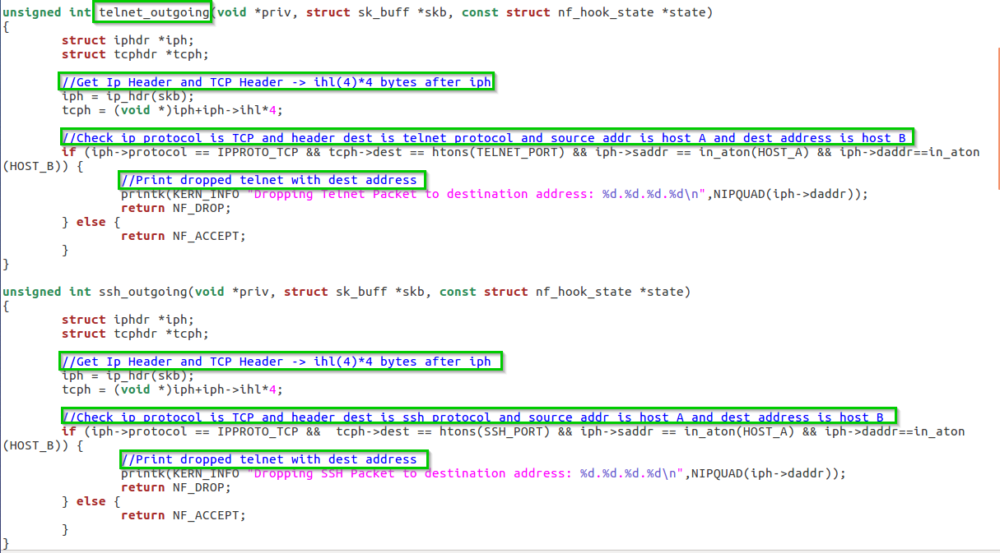 unsigned int telnet_outgoing(void *priv, struct sk_buff *skb, const struct nf_hook_state *state)
{
        struct iphdr *iph;
        struct tcphdr *tcph;

        //Get Ip Header and TCP Header -> ihl(4)*4 bytes after iph
        iph = ip_hdr(skb);
        tcph = (void *)iph+iph->ihl*4;

        //Check ip protocol is TCP and header dest is telnet protocol and source addr is host A and dest address is host B
        if (iph->protocol == IPPROTO_TCP && tcph->dest == htons(TELNET_PORT) && iph->saddr == in_aton(HOST_A) && iph->daddr==in_aton
(HOST_B)) {
                //Print dropped telnet with dest address
                printk(KERN_INFO "Dropping Telnet Packet to destination address: %d.%d.%d.%d\n",NIPQUAD(iph->daddr));
                return NF_DROP;
        } else {
                return NF_ACCEPT;
        }
}

unsigned int ssh_outgoing(void *priv, struct sk_buff *skb, const struct nf_hook_state *state)
{
        struct iphdr *iph;
        struct tcphdr *tcph;

        //Get Ip Header and TCP Header -> ihl(4)*4 bytes after iph
        iph = ip_hdr(skb);
        tcph = (void *)iph+iph->ihl*4;

        //Check ip protocol is TCP and header dest is ssh protocol and source addr is host A and dest address is host B
        if (iph->protocol == IPPROTO_TCP &&  tcph->dest == htons(SSH_PORT) && iph->saddr == in_aton(HOST_A) && iph->daddr==in_aton
(HOST_B)) {
                //Print dropped telnet with dest address
                printk(KERN_INFO "Dropping SSH Packet to destination address: %d.%d.%d.%d\n",NIPQUAD(iph->daddr));
                return NF_DROP;
        } else {
                return NF_ACCEPT;
        }
}